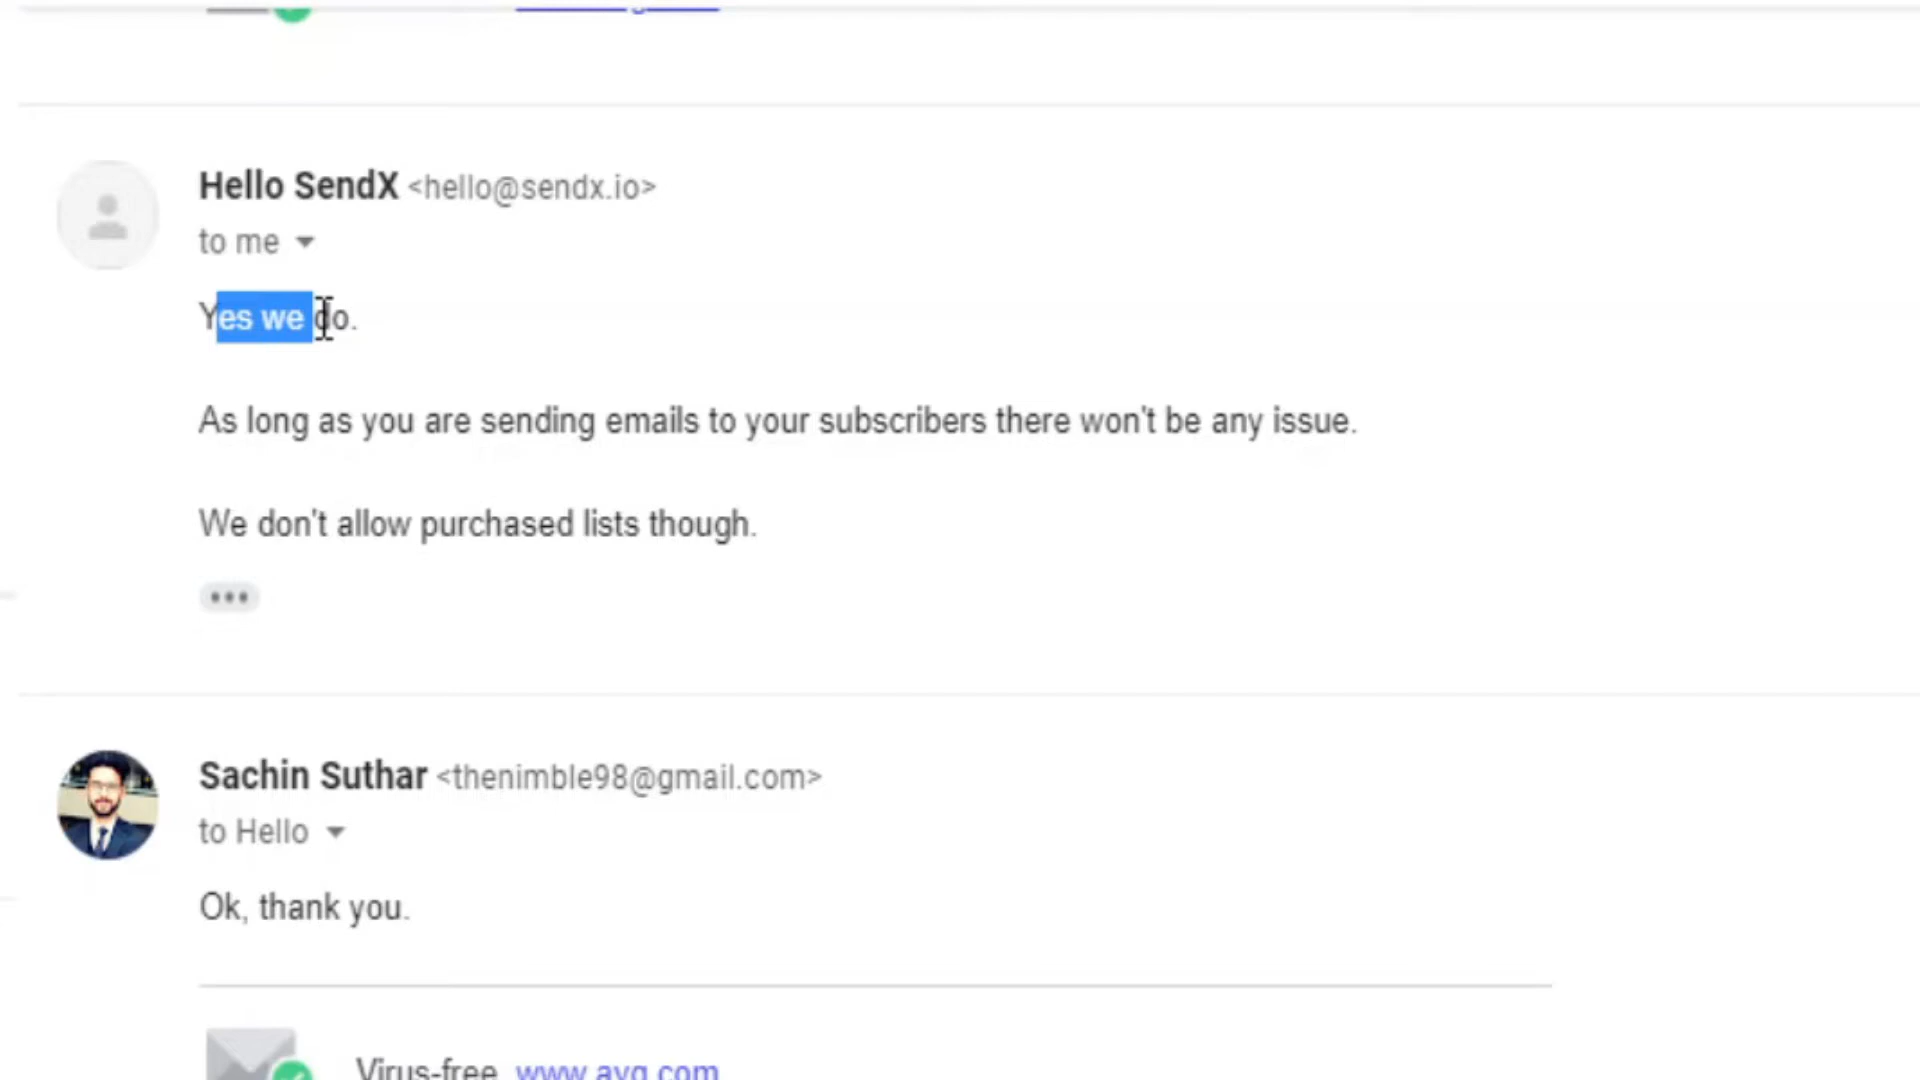 Hello SendX <hello@sendx.io>
to me
Yes we do.
As long as you are sending emails to your subscribers there won't be any issue.
We don't allow purchased lists though.
Sachin Suthar <thenimble98@gmail.com>
to Hello
Ok, thank you.
Virus-free. www.avg.com